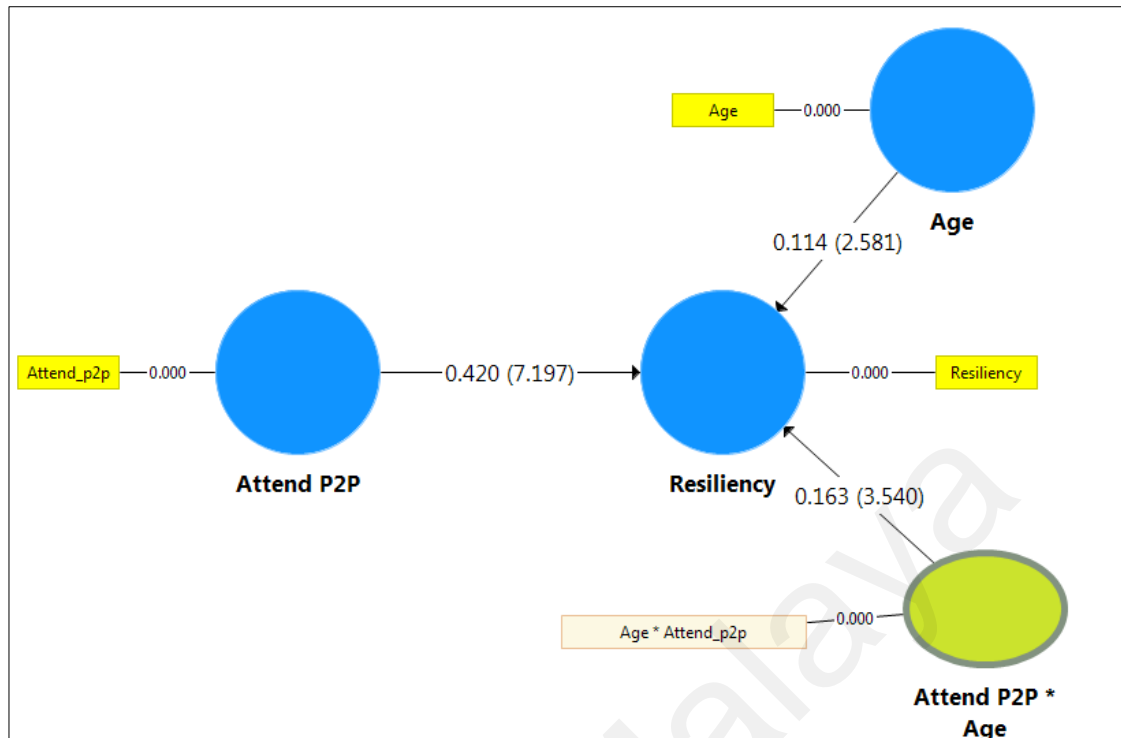 Age
0.000
Age
0.114 (2.581)
Attend_p2p
0.000
0.420 (7.197)
0.000
Resiliency
Attend P2P
Resiliency
0.163 (3.540)
Age * Attend_p2p
0.000
Attend P2P *
Age
alaya